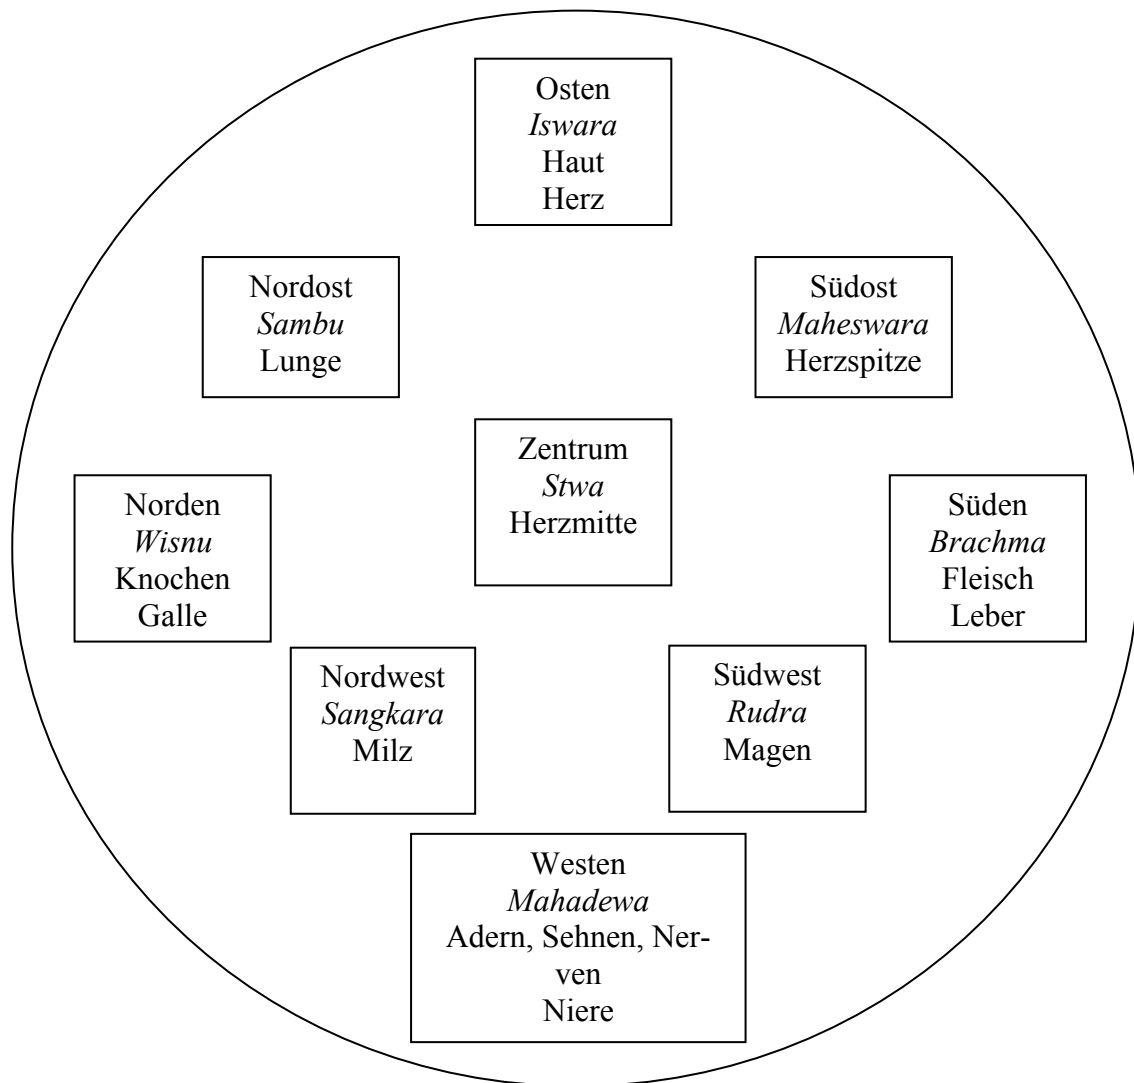 Osten
Iswara
Haut
Herz
Nordost
Sambu
Lunge
Südost
Maheswara
Herzspitze
Zentrum
Stwa
Herzmitte
Norden
Wisnu
Knochen
Galle
Süden
Brachma
Fleisch
Leber
Nordwest
Sangkara
Milz
Südwest
Rudra
Magen
Westen
Mahadewa
Adern, Sehnen, Ner-
ven
Niere